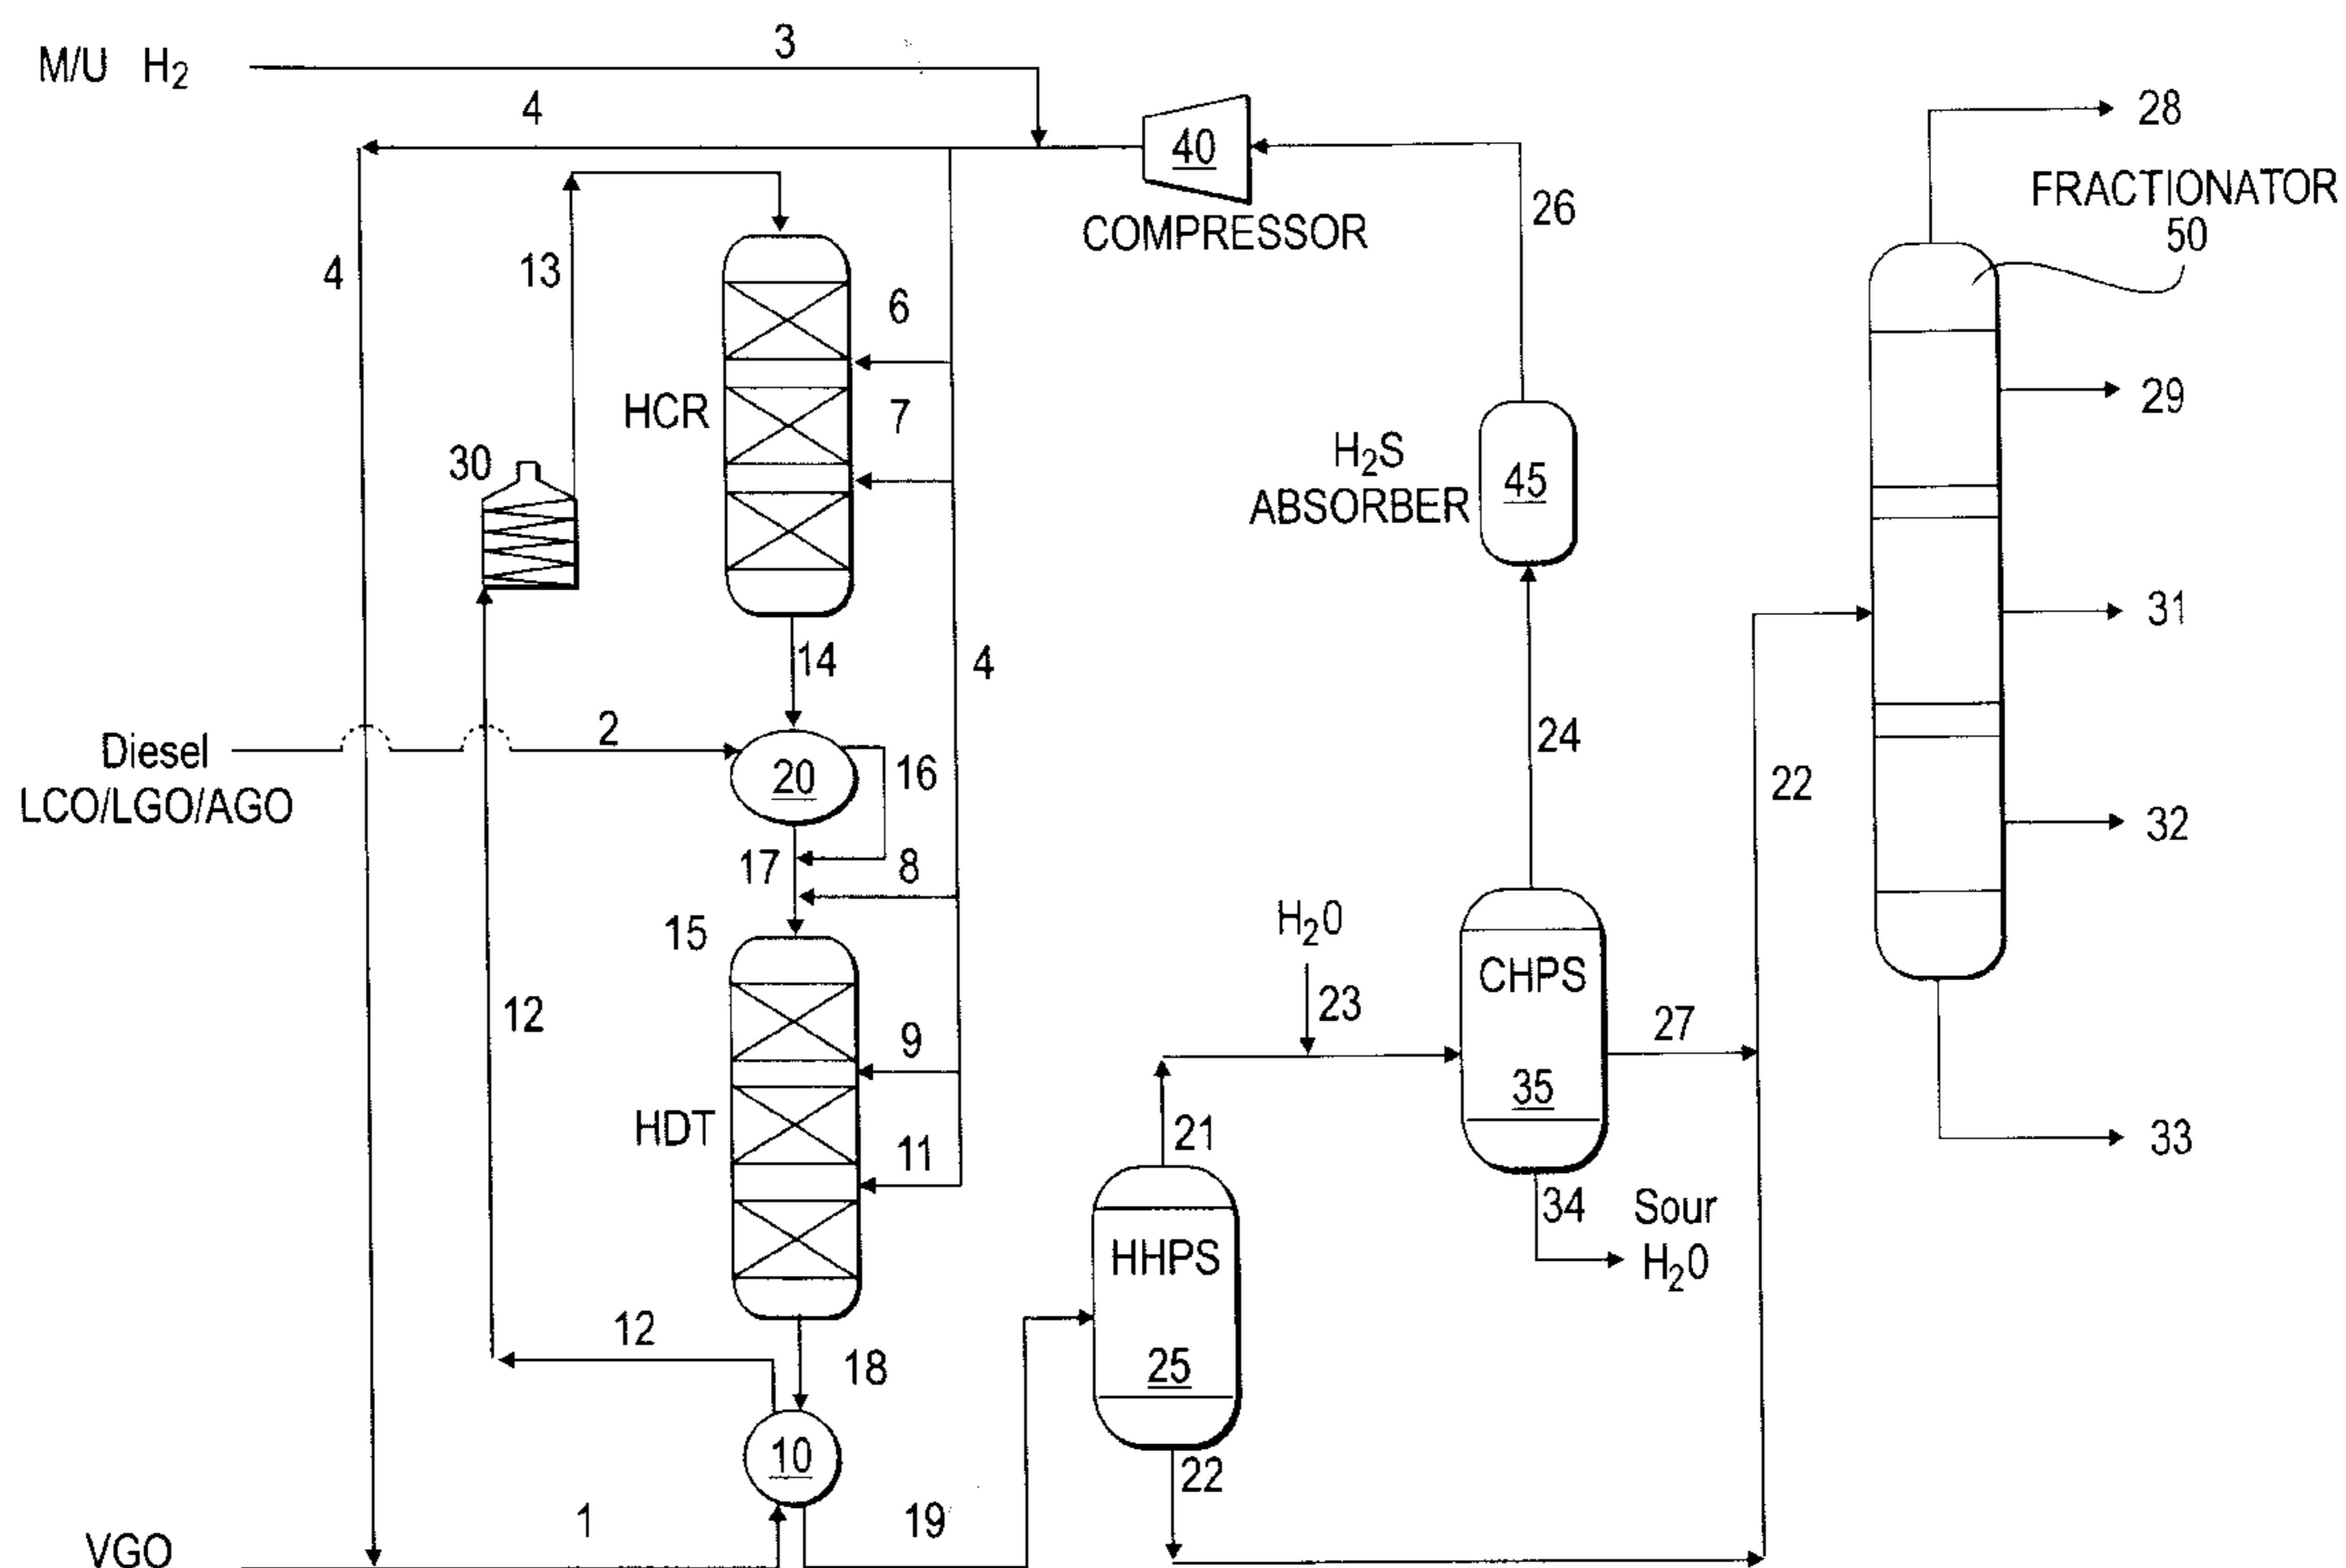 3
M/U H₂
4
28
40
FRACTIONATOR
50
COMPRESSOR
26
4
13
6
29
HCR
7
30
H₂S
ABSORBER
45
31
14
4
2
24
Diesel
LCO/LGO/AGO
20
16
22
32
17
8
H₂0
15
CHPS
12
23
27
9
35
HDT
21
33
11
34
Sour
H₂0
HHPS
12
18
25
10
22
1
19
VGO